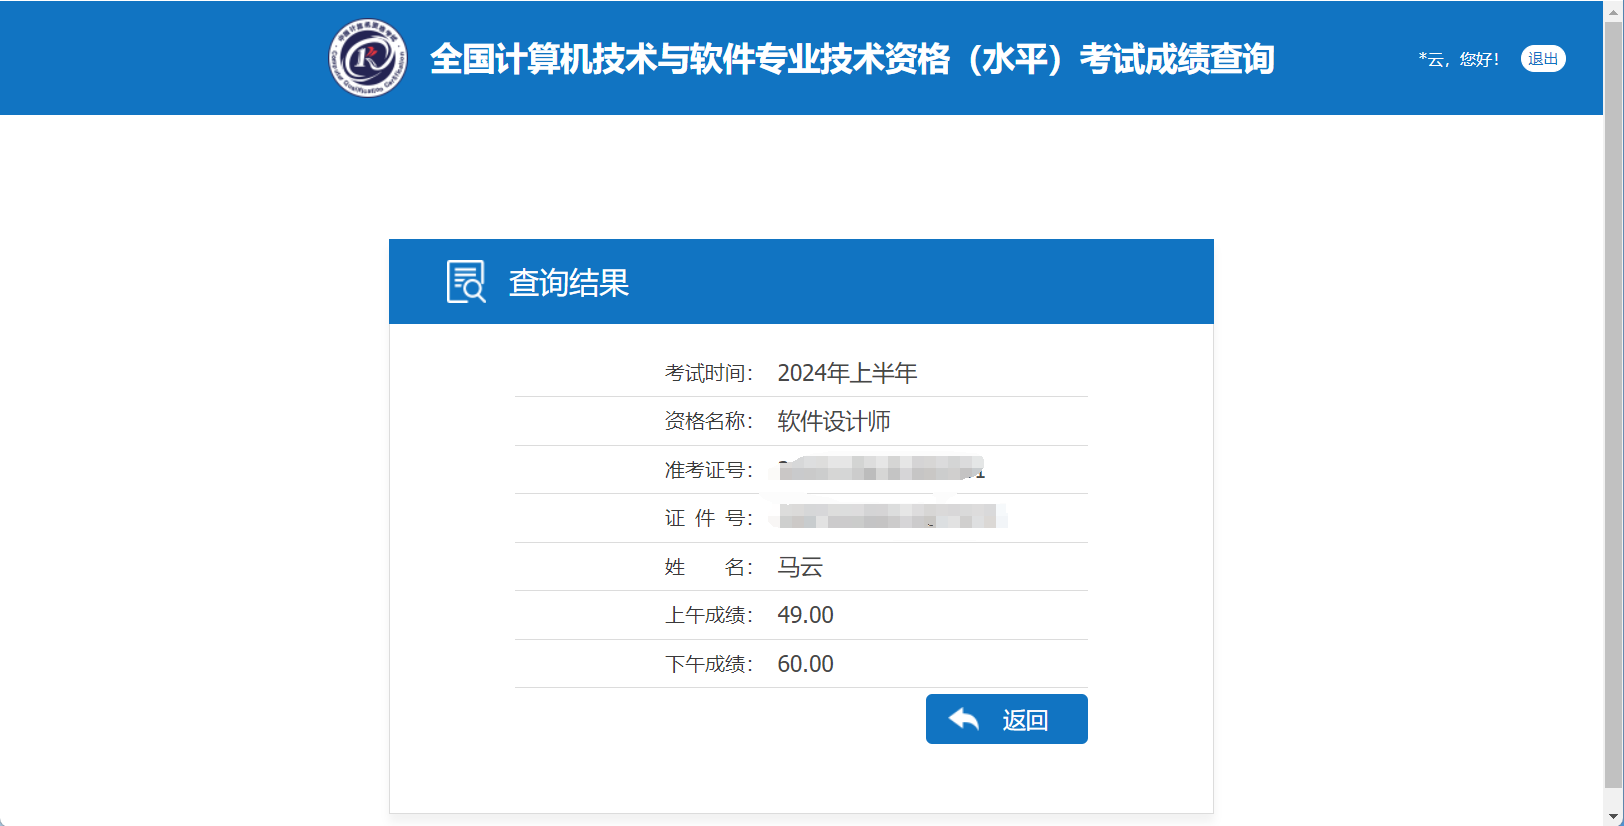 全国计算机技术与软件专业技术资格（水平）考试成绩查询
*云，您好！ 退出
查询结果
考试时间： 2024年上半年
资格名称： 软件设计师
准考证号：
证 件 号：
姓 名： 马云
上午成绩： 49.00
下午成绩： 60.00
返回